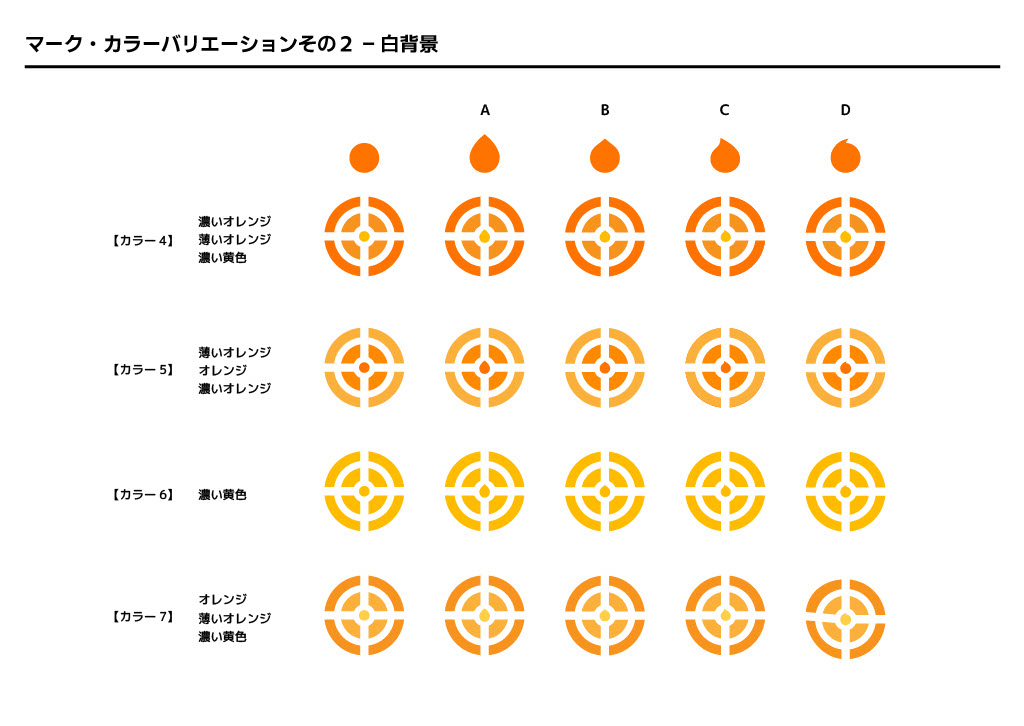 マーク・カラーバリエーションその２－白背景
A B C D
濃いオレンジ
【カラー4】 薄いオレンジ
濃い黄色
薄いオレンジ
【カラー5】 オレンジ
濃いオレンジ
【カラー6】 濃い黄色
オレンジ
【カラー7】 薄いオレンジ
濃い黄色